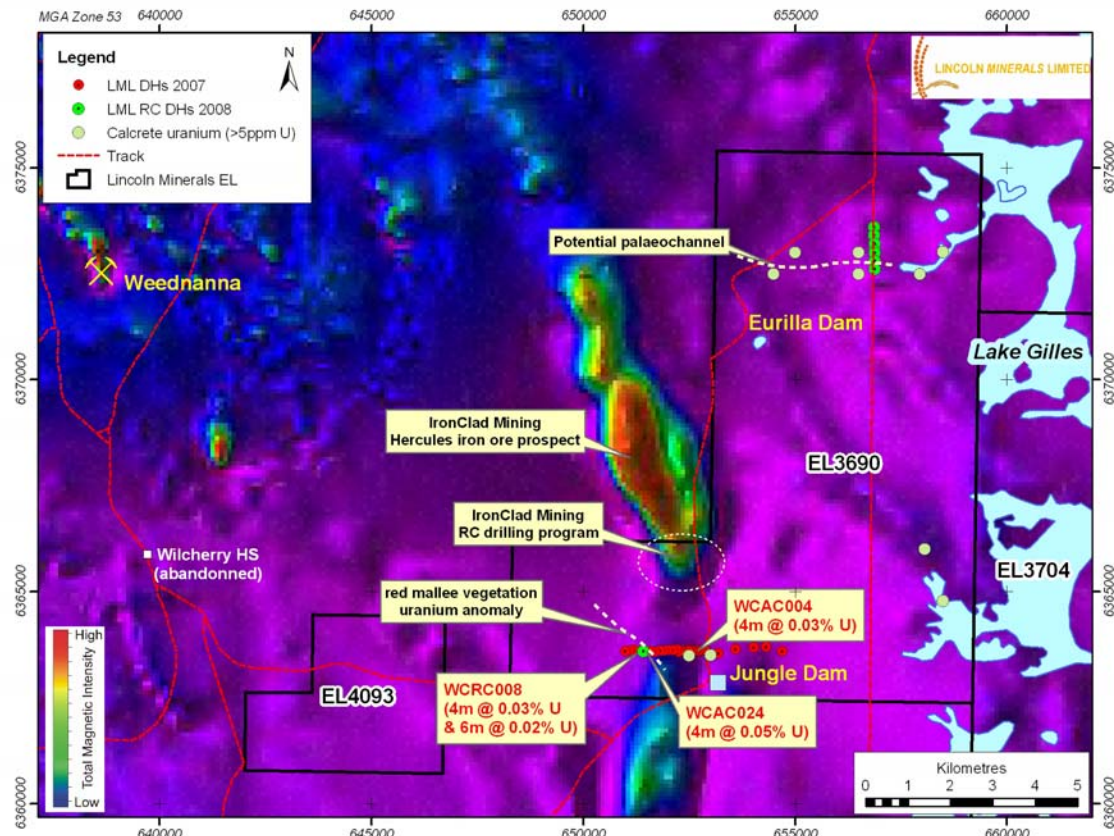 MGA Zone 53
640000
645000
650000
655000
660000
Legend
N
LML DHs 2007
LML RC DHs 2008
Calcrete uranium (>5ppm U)
Track
Lincoln Minerals EL
LINCOLN MINERALS LIMITED
6375000
6375000
Potential palaeochannel
Weednanna
Eurilla Dam
Lake Gilles
6370000
6370000
IronClad Mining
Hercules iron ore prospect
EL3690
IronClad Mining
RC drilling program
Wilcherry HS
(abandonned)
EL3704
6365000
6365000
red mallee vegetation
uranium anomaly
WCAC004
(4m @ 0.03% U)
High
Total Magnetic Intensity
Low
EL4093
WCRC008
(4m @ 0.03% U
& 6m @ 0.02% U)
Jungle Dam
WCAC024
(4m @ 0.05% U)
Kilometres
0 1 2 3 4 5
6360000
6360000
640000
645000
650000
655000
660000